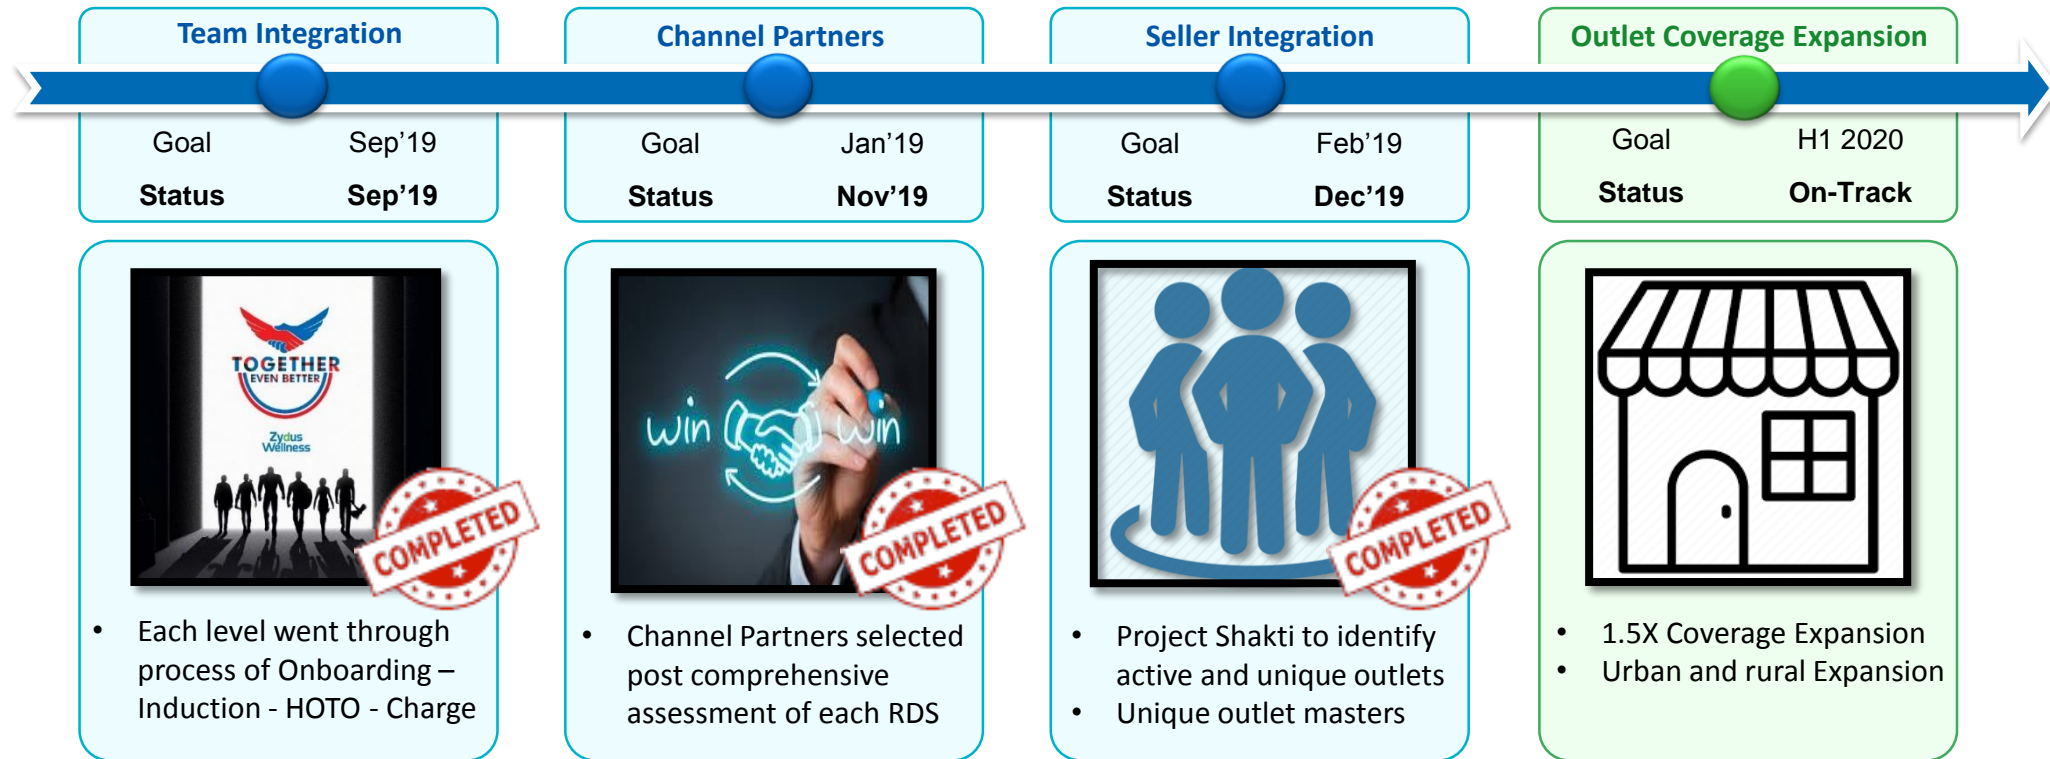 Team Integration
Goal Sep'19
Status Sep'19
Channel Partners
Goal Jan'19
Status Nov'19
Seller Integration
Goal Feb'19
Status Dec'19
Outlet Coverage Expansion
Goal H1 2020
Status On-Track
TOGETHER
EVEN BETTER
Zydus
Wellness
COMPLETED
• Each level went through
process of Onboarding –
Induction - HOTO - Charge
win win
COMPLETED
• Channel Partners selected
post comprehensive
assessment of each RDS
COMPLETED
• Project Shakti to identify
active and unique outlets
• Unique outlet masters
• 1.5X Coverage Expansion
• Urban and rural Expansion